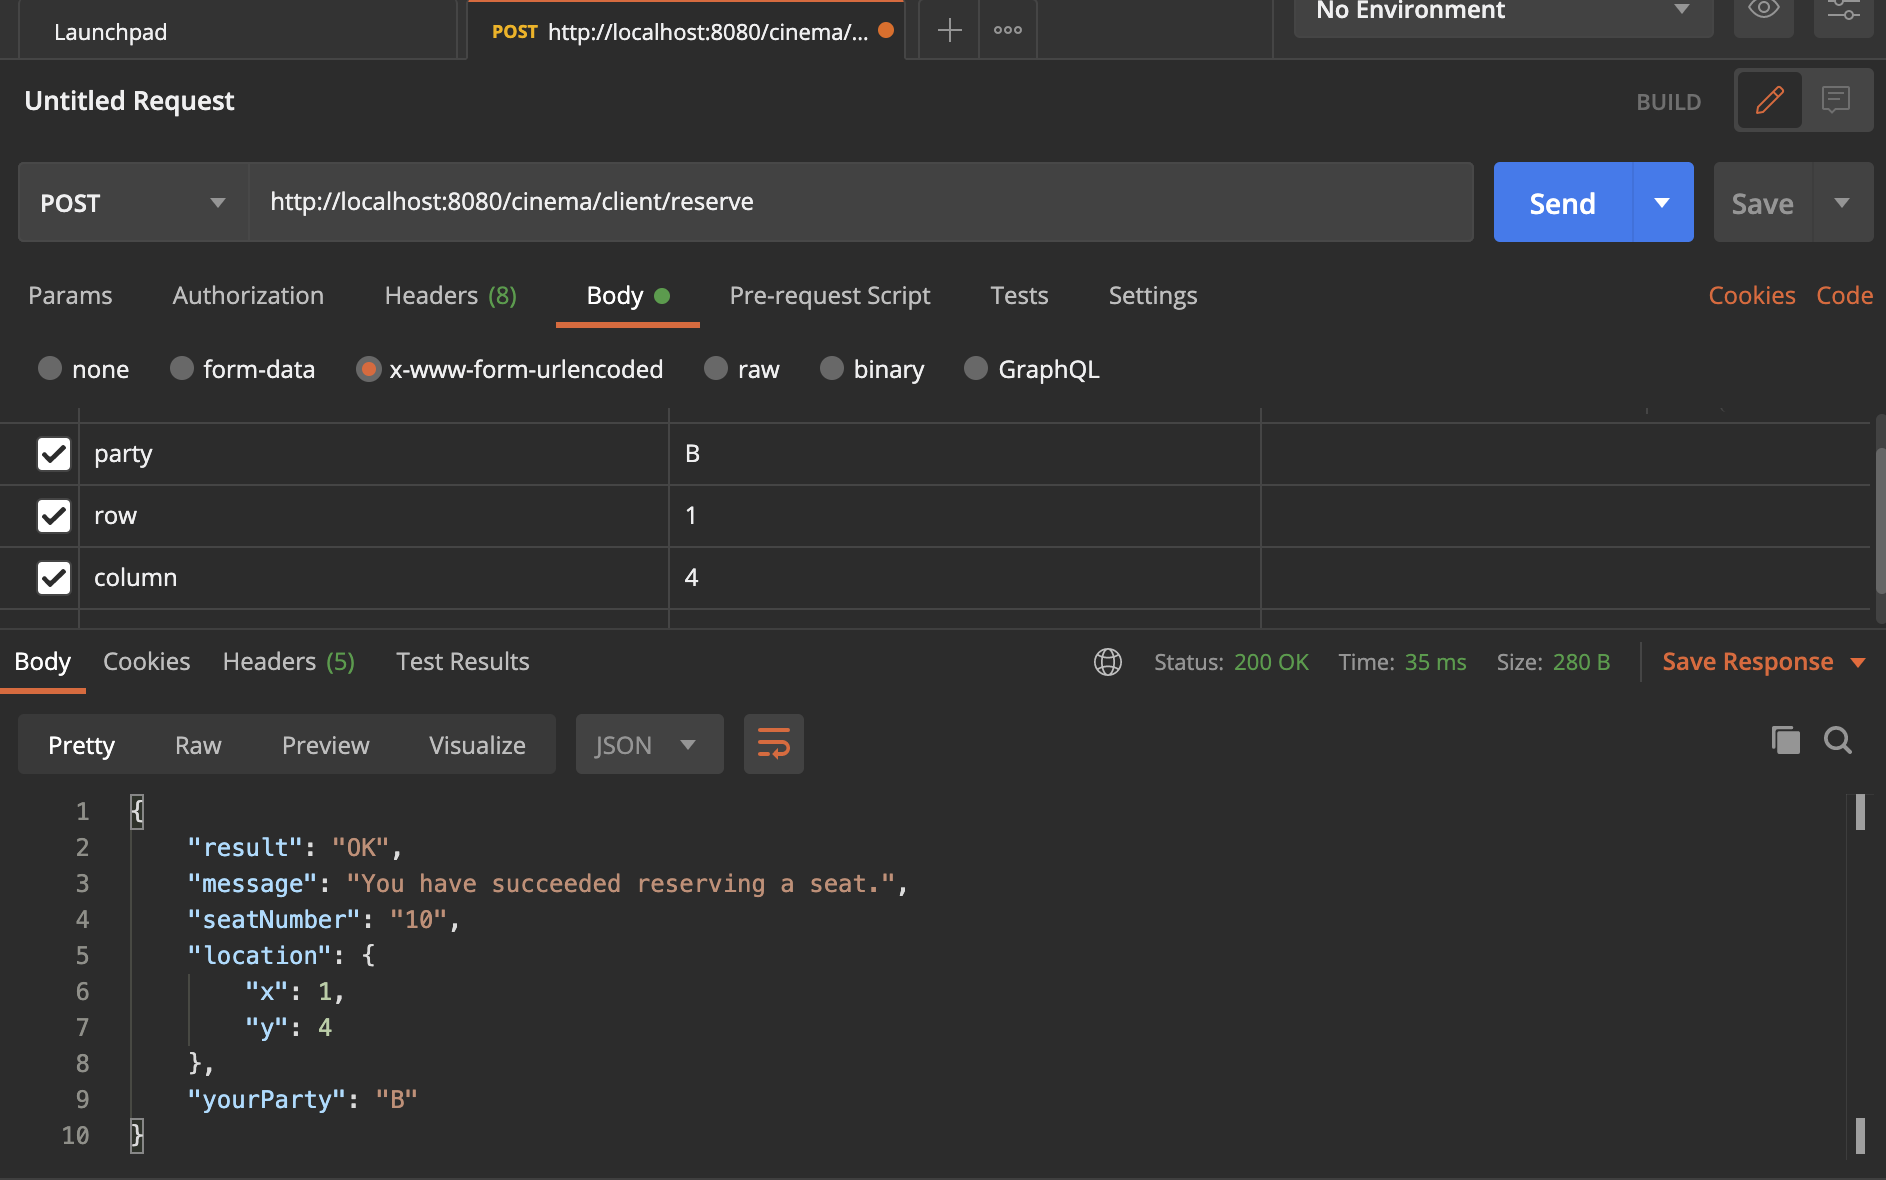 Launchpad
POST http://localhost:8080/cinema/...
No Environment
Untitled Request
BUILD
POST
http://localhost:8080/cinema/client/reserve
Send
Save
Params Authorization Headers (8) Body Pre-request Script Tests Settings Cookies Code
none form-data x-www-form-urlencoded raw binary GraphQL
party B
row 1
column 4
Body Cookies Headers (5) Test Results Status: 200 OK Time: 35 ms Size: 280 B Save Response
Pretty Raw Preview Visualize JSON
1 {
2 "result": "OK",
3 "message": "You have succeeded reserving a seat.",
4 "seatNumber": "10",
5 "location": {
6 "x": 1,
7 "y": 4
8 },
9 "yourParty": "B"
10 }